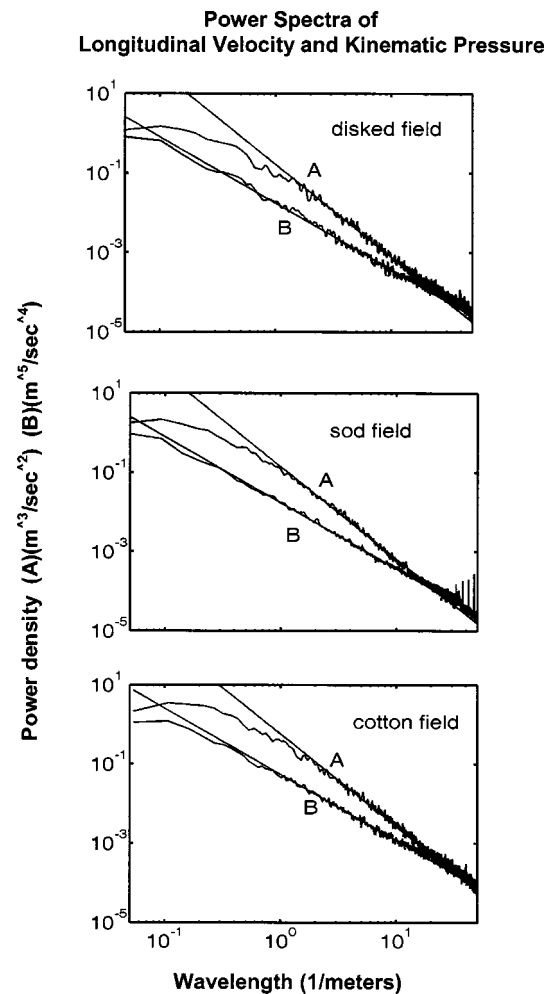 Power Spectra of
Longitudinal Velocity and Kinematic Pressure
Power density (A)(m^3/sec^2) (B)(m^5/sec^4)
10^1
10^-1
10^-3
10^-5
disked field
A
B
10^1
10^-1
10^-3
10^-5
sod field
A
B
10^1
10^-1
10^-3
10^-5
cotton field
A
B
10^-1 10^0 10^1
Wavelength (1/meters)